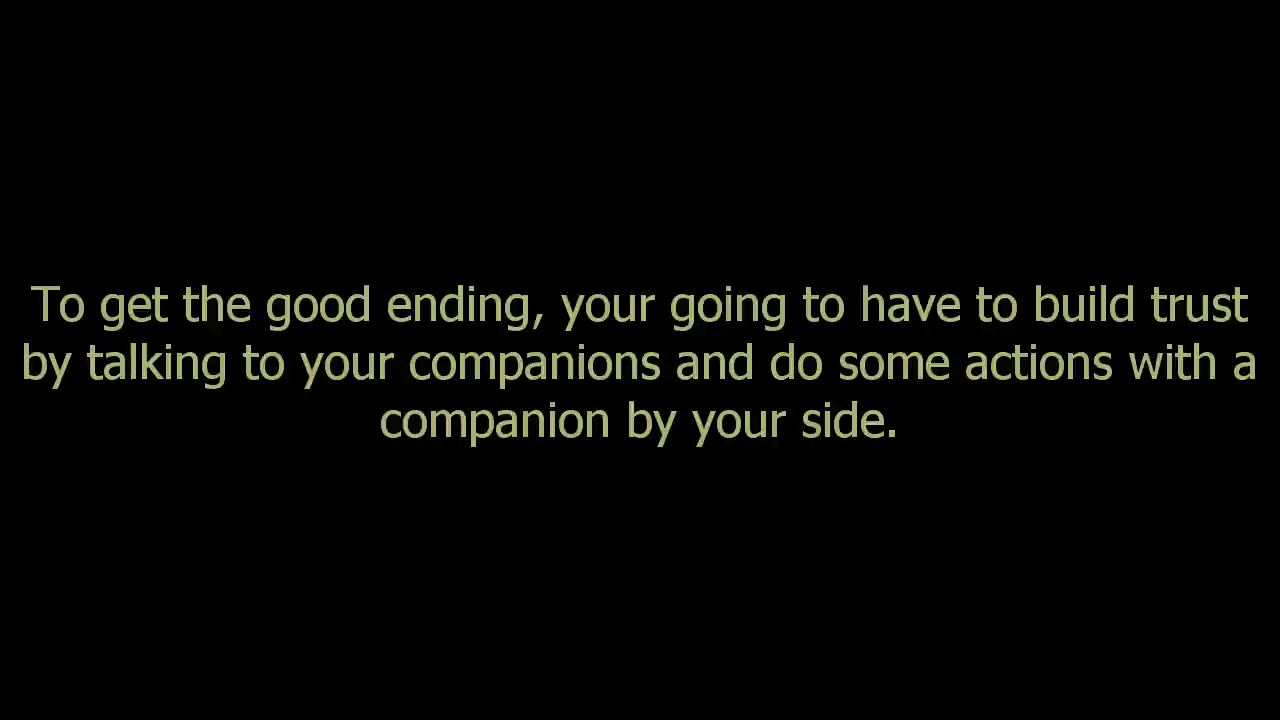 To get the good ending, your going to have to build trust
by talking to your companions and do some actions with a
companion by your side.